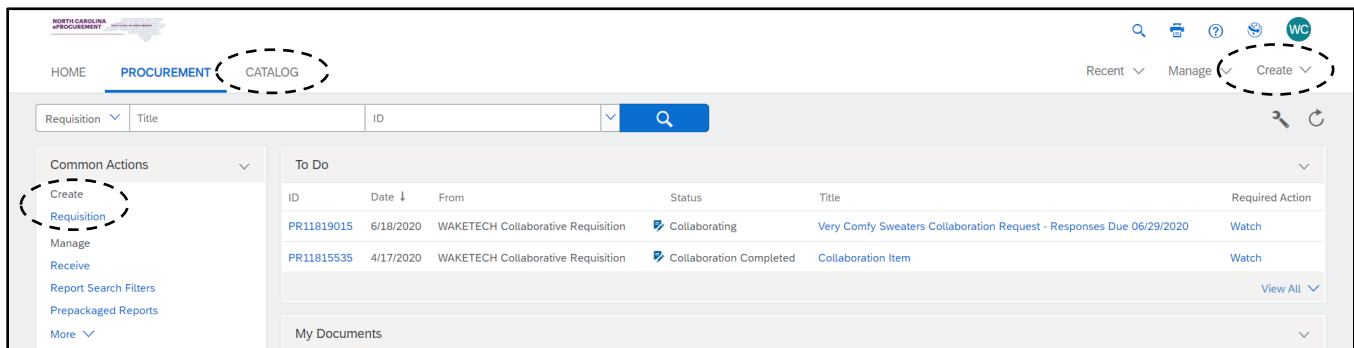 NORTH CAROLINA
ePROCUREMENT
WC
HOME PROCUREMENT CATALOG Recent Manage Create
Requisition Title ID
Common Actions
Create
Requisition
Manage
Receive
Report Search Filters
Prepackaged Reports
More
To Do
ID Date ↓ From Status Title Required Action
PR11819015 6/18/2020 WAKETECH Collaborative Requisition Collaborating Very Comfy Sweaters Collaboration Request - Responses Due 06/29/2020 Watch
PR11815535 4/17/2020 WAKETECH Collaborative Requisition Collaboration Completed Collaboration Item Watch
View All
My Documents